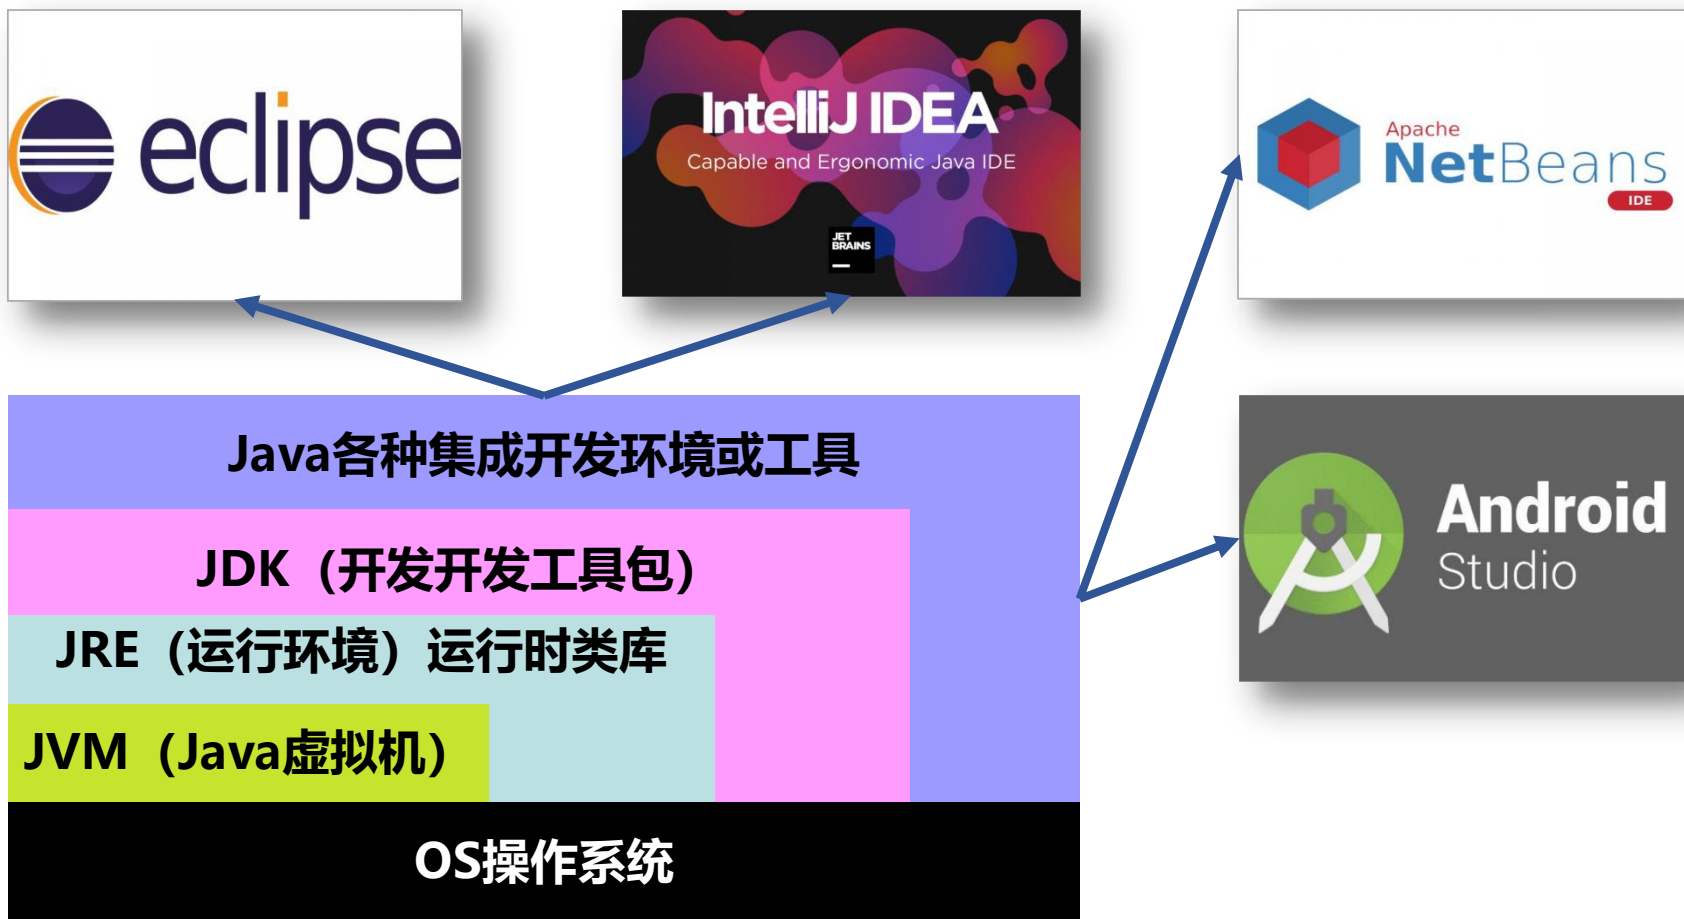 eclipse
IntelliJ IDEA
Capable and Ergonomic Java IDE
JET
BRAINS
Apache
NetBeans
IDE
Java各种集成开发环境或工具
JDK（开发开发工具包）
JRE（运行环境）运行时类库
JVM（Java虚拟机）
OS操作系统
Android
Studio